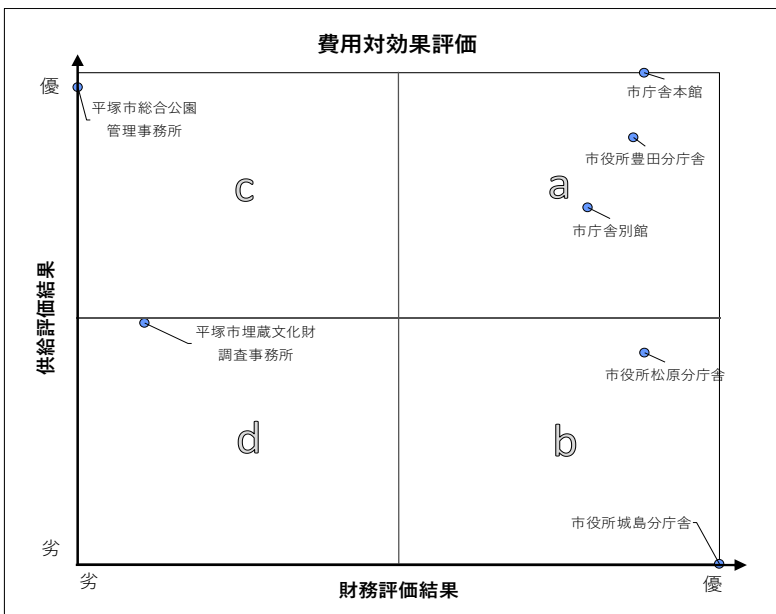 費用対効果評価
優
平塚市総合公園
管理事務所
市庁舎本館
市役所豊田分庁舎
c
a
市庁舎別館
供給評価結果
平塚市埋蔵文化財
調査事務所
市役所松原分庁舎
d
b
市役所城島分庁舎
劣
劣
財務評価結果
優